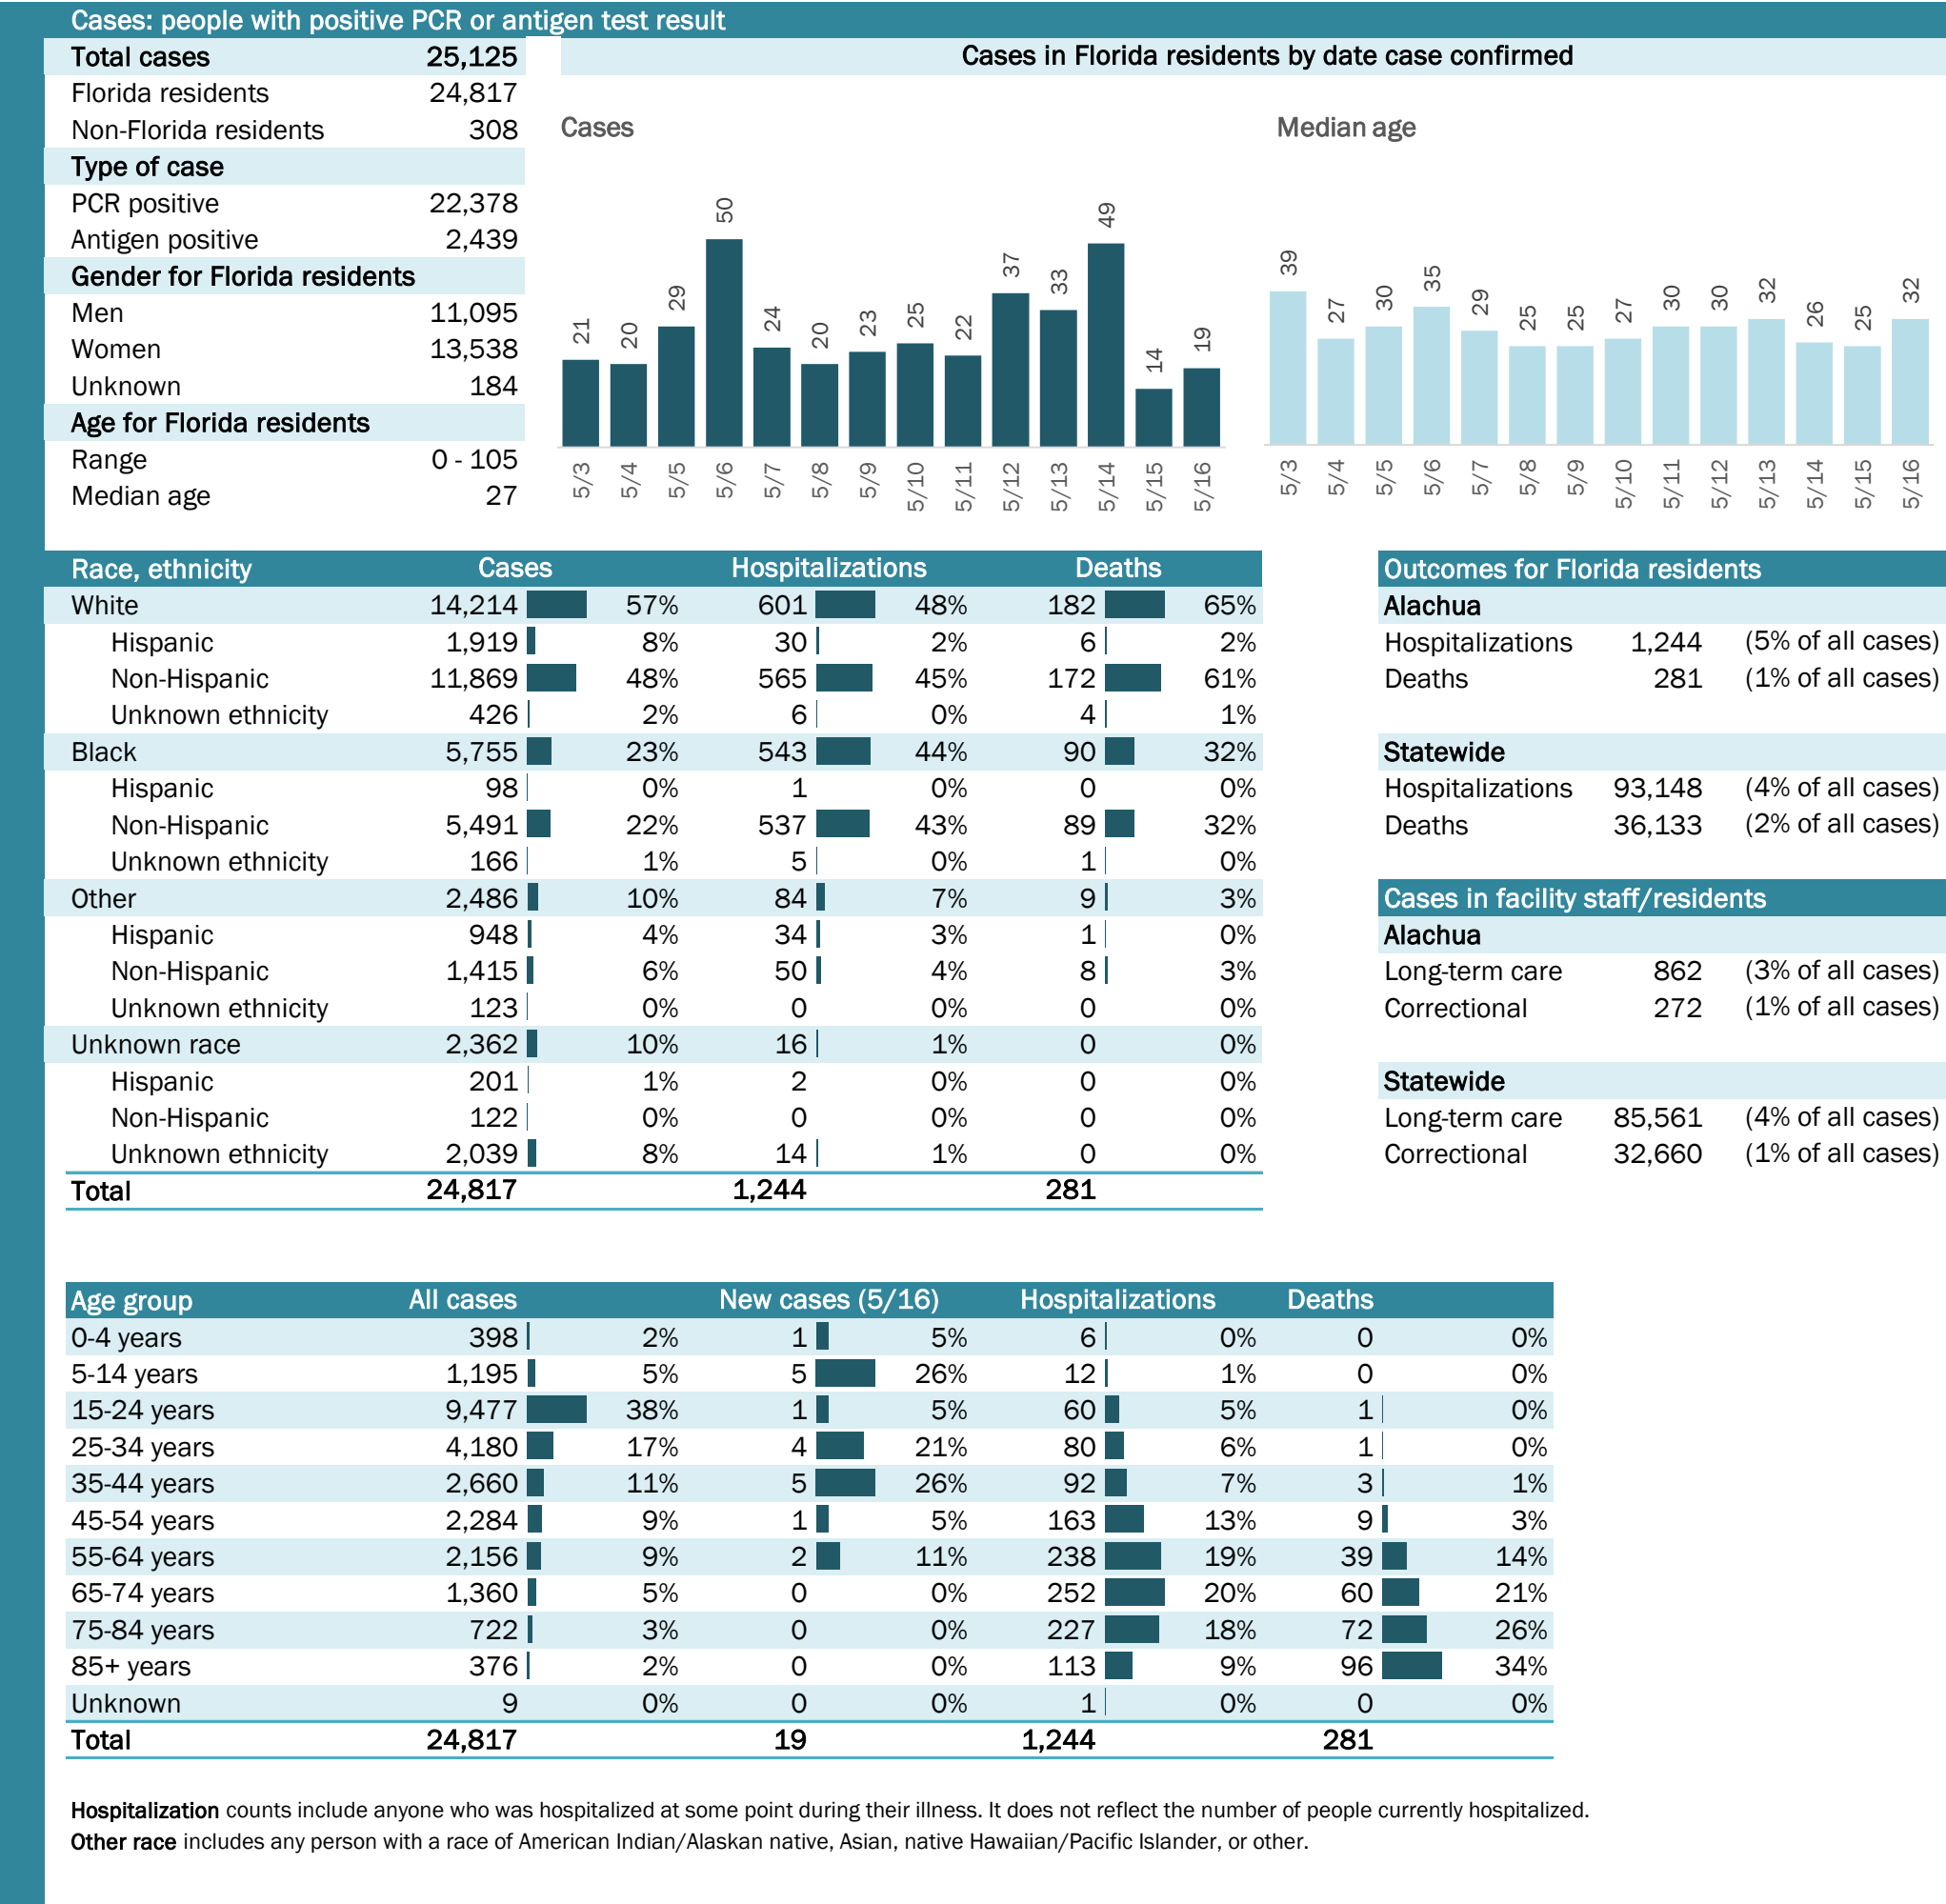 Cases: people with positive PCR or antigen test result
Total cases 25,125
Florida residents 24,817
Non-Florida residents 308
Type of case
PCR positive 22,378
Antigen positive 2,439
Gender for Florida residents
Men 11,095
Women 13,538
Unknown 184
Age for Florida residents
Range 0 - 105
Median age 27
Cases in Florida residents by date case confirmed
Cases
21 20 29 50 24 20 23 25 22 37 33 49 14 19
5/3 5/4 5/5 5/6 5/7 5/8 5/9 5/10 5/11 5/12 5/13 5/14 5/15 5/16
Median age
39 27 30 35 29 25 25 27 30 30 32 26 25 32
5/3 5/4 5/5 5/6 5/7 5/8 5/9 5/10 5/11 5/12 5/13 5/14 5/15 5/16
Race, ethnicity Cases Hospitalizations Deaths
White 14,214 57% 601 48% 182 65%
Hispanic 1,919 8% 30 2% 6 2%
Non-Hispanic 11,869 48% 565 45% 172 61%
Unknown ethnicity 426 2% 6 0% 4 1%
Black 5,755 23% 543 44% 90 32%
Hispanic 98 0% 1 0% 0 0%
Non-Hispanic 5,491 22% 537 43% 89 32%
Unknown ethnicity 166 1% 5 0% 1 0%
Other 2,486 10% 84 7% 9 3%
Hispanic 948 4% 34 3% 1 0%
Non-Hispanic 1,415 6% 50 4% 8 3%
Unknown ethnicity 123 0% 0 0% 0 0%
Unknown race 2,362 10% 16 1% 0 0%
Hispanic 201 1% 2 0% 0 0%
Non-Hispanic 122 0% 0 0% 0 0%
Unknown ethnicity 2,039 8% 14 1% 0 0%
Total 24,817 1,244 281
Outcomes for Florida residents
Alachua
Hospitalizations 1,244 (5% of all cases)
Deaths 281 (1% of all cases)
Statewide
Hospitalizations 93,148 (4% of all cases)
Deaths 36,133 (2% of all cases)
Cases in facility staff/residents
Alachua
Long-term care 862 (3% of all cases)
Correctional 272 (1% of all cases)
Statewide
Long-term care 85,561 (4% of all cases)
Correctional 32,660 (1% of all cases)
Age group All cases New cases (5/16) Hospitalizations Deaths
0-4 years 398 2% 1 5% 6 0% 0 0%
5-14 years 1,195 5% 5 26% 12 1% 0 0%
15-24 years 9,477 38% 1 5% 60 5% 1 0%
25-34 years 4,180 17% 4 21% 80 6% 1 0%
35-44 years 2,660 11% 5 26% 92 7% 3 1%
45-54 years 2,284 9% 1 5% 163 13% 9 3%
55-64 years 2,156 9% 2 11% 238 19% 39 14%
65-74 years 1,360 5% 0 0% 252 20% 60 21%
75-84 years 722 3% 0 0% 227 18% 72 26%
85+ years 376 2% 0 0% 113 9% 96 34%
Unknown 9 0% 0 0% 1 0% 0 0%
Total 24,817 19 1,244 281
Hospitalization counts include anyone who was hospitalized at some point during their illness. It does not reflect the number of people currently hospitalized.
Other race includes any person with a race of American Indian/Alaskan native, Asian, native Hawaiian/Pacific Islander, or other.